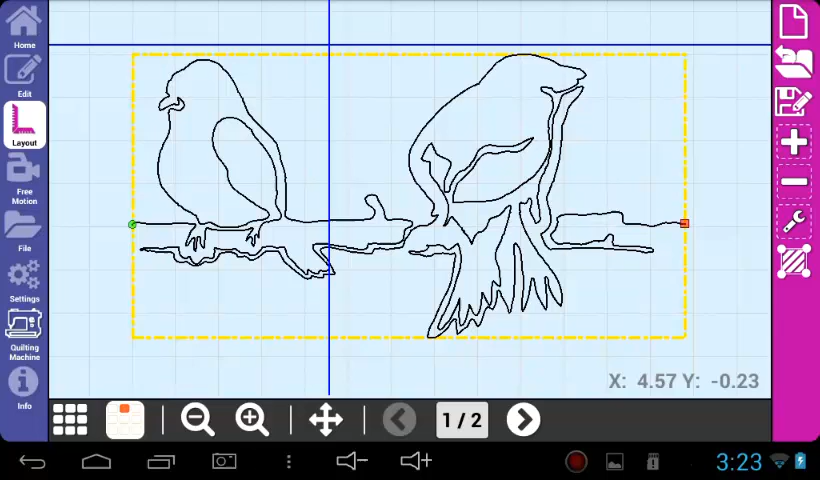 Home
Edit
Layout
Free
Motion
File
Settings
Quilting
Machine
Info
X: 4.57 Y: -0.23
1 / 2
3:23